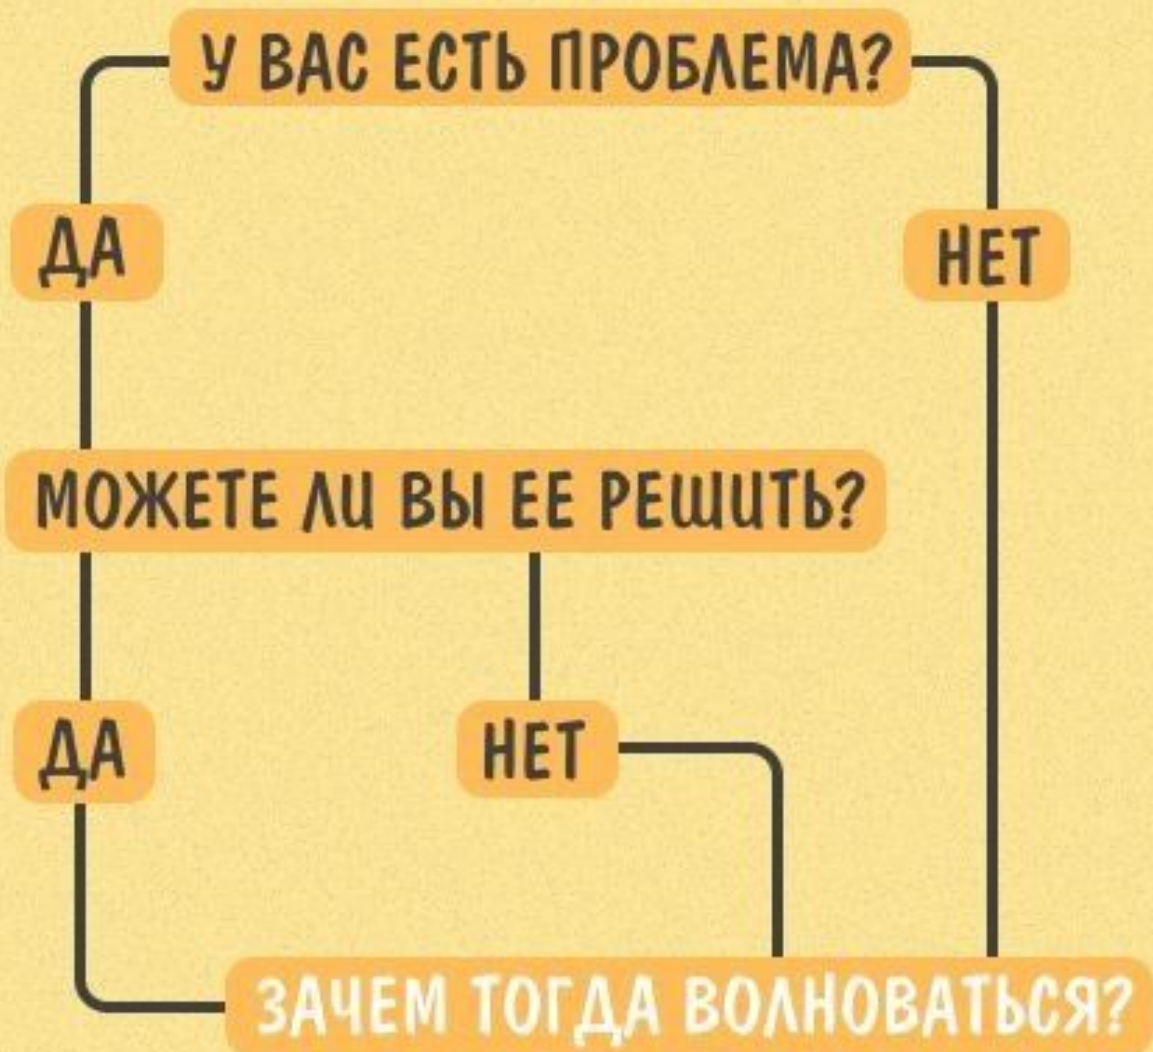 У ВАС ЕСТЬ ПРОБЛЕМА?
ДА
НЕТ
МОЖЕТЕ ЛИ ВЫ ЕЕ РЕШИТЬ?
ДА
НЕТ
ЗАЧЕМ ТОГДА ВОЛНОВАТЬСЯ?